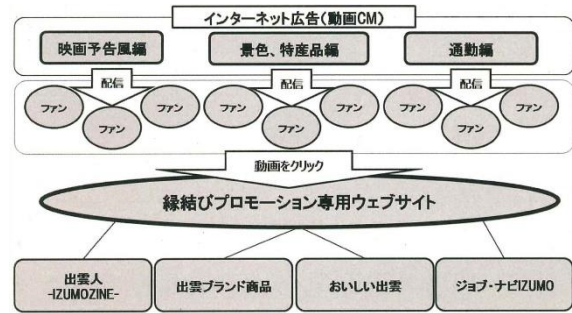 インターネット広告(動画CM)
映画予告風編
景色、特産品編
通勤編
配信
配信
配信
ファン
ファン
ファン
ファン
ファン
ファン
ファン
ファン
ファン
動画をクリック
縁結びプロモーション専用ウェブサイト
出雲人
-IZUMOZINE-
出雲ブランド商品
おいしい出雲
ジョブ・ナビIZUMO